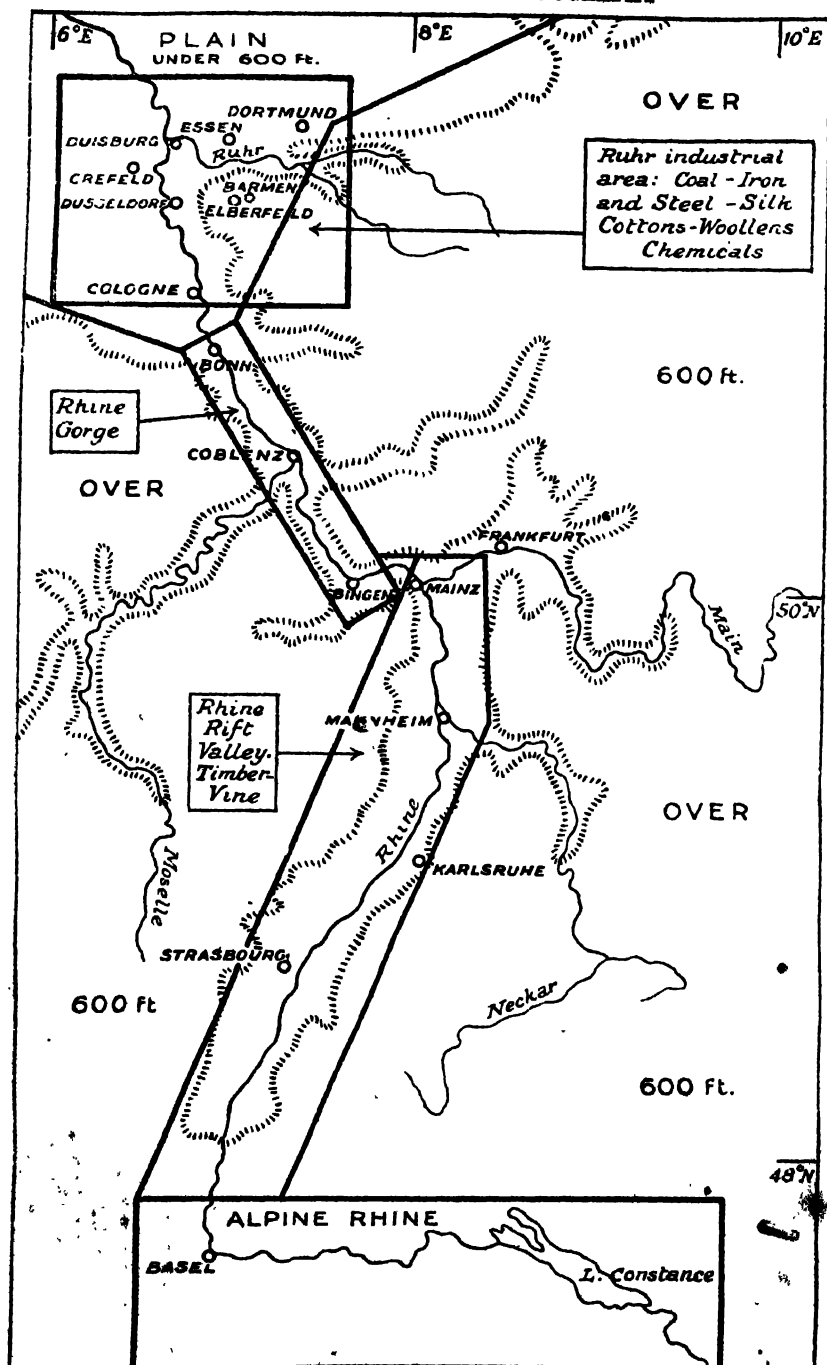 6°E
8°E
10°E
PLAIN
UNDER 600 FT.
OVER
DORTMUND
ESSEN
DUISBURG
Ruhr
CREFELD
BARMEN
DUSSELDORF
ELBERFELD
Ruhr industrial
area: Coal-Iron
and Steel-Silk
Cottons-Woollens
Chemicals
COLOGNE
BONN
600 ft.
Rhine
Gorge
COBLENZ
OVER
FRANKFURT
BINGEN
MAINZ
50°N
Main
Rhine
Rift
Valley.
Timber-
Vine
MANNHEIM
OVER
Rhine
Moselle
KARLSRUHE
STRASBOURG
600 ft
Neckar
600 ft.
48°N
ALPINE RHINE
BASEL
L. Constance